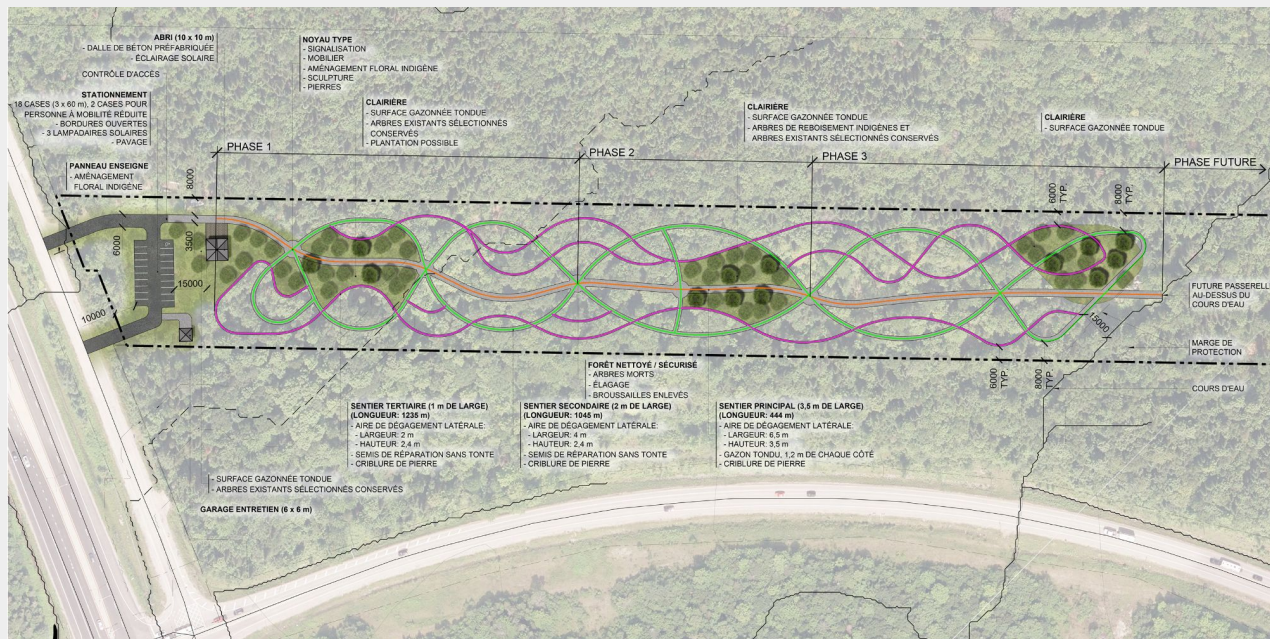 ABRI (10 x 10 m)
- DALLE DE BÉTON PRÉFABRIQUÉE
- ÉCLAIRAGE SOLAIRE
CONTRÔLE D'ACCÈS
STATIONNEMENT
18 CASES (3 x 60 m), 2 CASES POUR
PERSONNE À MOBILITÉ RÉDUITE
- BORDURES OUVERTES
- 3 LAMPADAIRES SOLAIRES
- PAVAGE
PANNEAU ENSEIGNE
- AMÉNAGEMENT
FLORAL INDIGÈNE
NOYAU TYPE
- SIGNALISATION
- MOBILIER
- AMÉNAGEMENT FLORAL INDIGÈNE
- SCULPTURE
- PIERRES
CLAIRIÈRE
- SURFACE GAZONNÉE TONDUE
- ARBRES EXISTANTS SÉLECTIONNÉS
CONSERVÉS
- PLANTATION POSSIBLE
CLAIRIÈRE
- SURFACE GAZONNÉE TONDUE
- ARBRES DE REBOISEMENT INDIGÈNES ET
ARBRES EXISTANTS SÉLECTIONNÉS CONSERVÉS
CLAIRIÈRE
- SURFACE GAZONNÉE TONDUE
PHASE 1
PHASE 2
PHASE 3
PHASE FUTURE
8000
6000
TYP.
8000
TYP.
6000
3500
15000
10000
15000
6000
TYP.
8000
TYP.
FUTURE PASSERELL
AU-DESSUS DU
COURS D'EAU
MARGE DE
PROTECTION
COURS D'EAU
FORÊT NETTOYÉ / SÉCURISÉ
- ARBRES MORTS
- ÉLAGAGE
- BROUSSAILLES ENLEVÉS
SENTIER TERTIAIRE (1 m DE LARGE)
(LONGUEUR: 1235 m)
- AIRE DE DÉGAGEMENT LATÉRALE:
- LARGEUR: 2 m
- HAUTEUR: 2,4 m
- SEMIS DE RÉPARATION SANS TONTE
- CRIBLURE DE PIERRE
SENTIER SECONDAIRE (2 m DE LARGE)
(LONGUEUR: 1045 m)
- AIRE DE DÉGAGEMENT LATÉRALE:
- LARGEUR: 4 m
- HAUTEUR: 2,4 m
- SEMIS DE RÉPARATION SANS TONTE
- CRIBLURE DE PIERRE
SENTIER PRINCIPAL (3,5 m DE LARGE)
(LONGUEUR: 444 m)
- AIRE DE DÉGAGEMENT LATÉRALE:
- LARGEUR: 6,5 m
- HAUTEUR: 3,5 m
- GAZON TONDU, 1,2 m DE CHAQUE CÔTÉ
- CRIBLURE DE PIERRE
- SURFACE GAZONNÉE TONDUE
- ARBRES EXISTANTS SÉLECTIONNÉS CONSERVÉS
GARAGE ENTRETIEN (6 x 6 m)